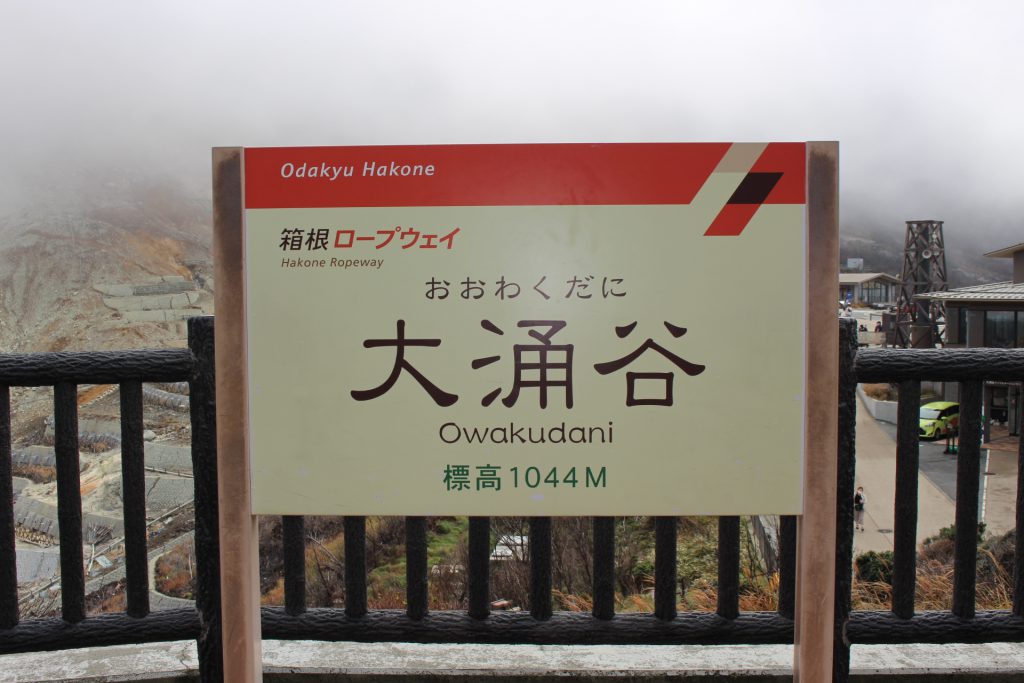 Odakyu Hakone
箱根ロープウェイ
Hakone Ropeway
おおわくだに
大涌谷
Owakudani
標高1044M